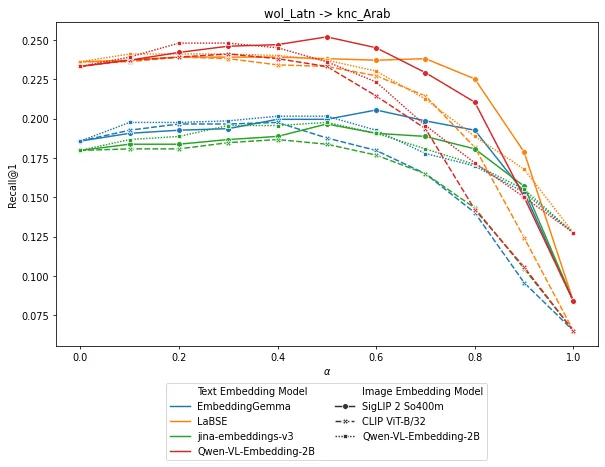 wol_Latn -> knc_Arab
Recall@1
0.250
0.225
0.200
0.175
0.150
0.125
0.100
0.075
0.0
0.2
0.4
0.6
0.8
1.0
α
Text Embedding Model
EmbeddingGemma
LaBSE
jina-embeddings-v3
Qwen-VL-Embedding-2B
Image Embedding Model
SigLIP 2 So400m
CLIP ViT-B/32
Qwen-VL-Embedding-2B